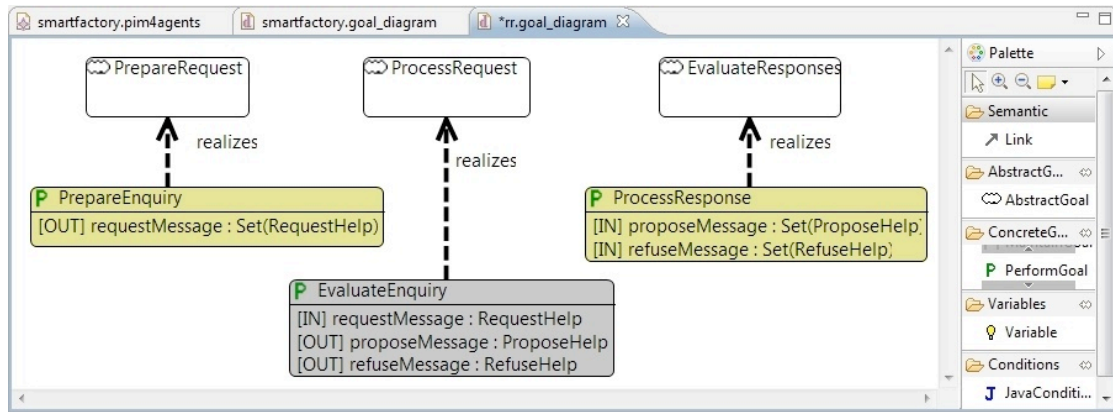 smartfactory.pim4agents
smartfactory.goal_diagram
*rr.goal_diagram
PrepareRequest
ProcessRequest
EvaluateResponses
realizes
realizes
realizes
PrepareEnquiry
[OUT] requestMessage : Set(RequestHelp)
ProcessResponse
[IN] proposeMessage : Set(ProposeHelp)
[IN] refuseMessage : Set(RefuseHelp)
EvaluateEnquiry
[IN] requestMessage : RequestHelp
[OUT] proposeMessage : ProposeHelp
[OUT] refuseMessage : RefuseHelp
Palette
Semantic
Link
AbstractG...
AbstractGoal
ConcreteG...
P PerformGoal
Variables
Variable
Conditions
J JavaConditi...